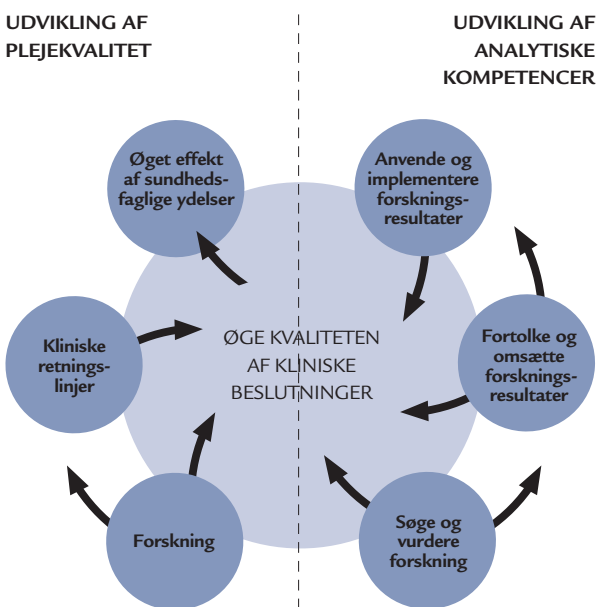 UDVIKLING AF
PLEJEKVALITET
UDVIKLING AF
ANALYTISKE
KOMPETENCER
Øget effekt
af sundheds-
faglige ydelser
Anvende og
implementere
forsknings-
resultater
Kliniske
retnings-
linjer
ØGE KVALITETEN
AF KLINISKE
BESLUTNINGER
Fortolke og
omsætte
forsknings-
resultater
Forskning
Søge og
vurdere
forskning